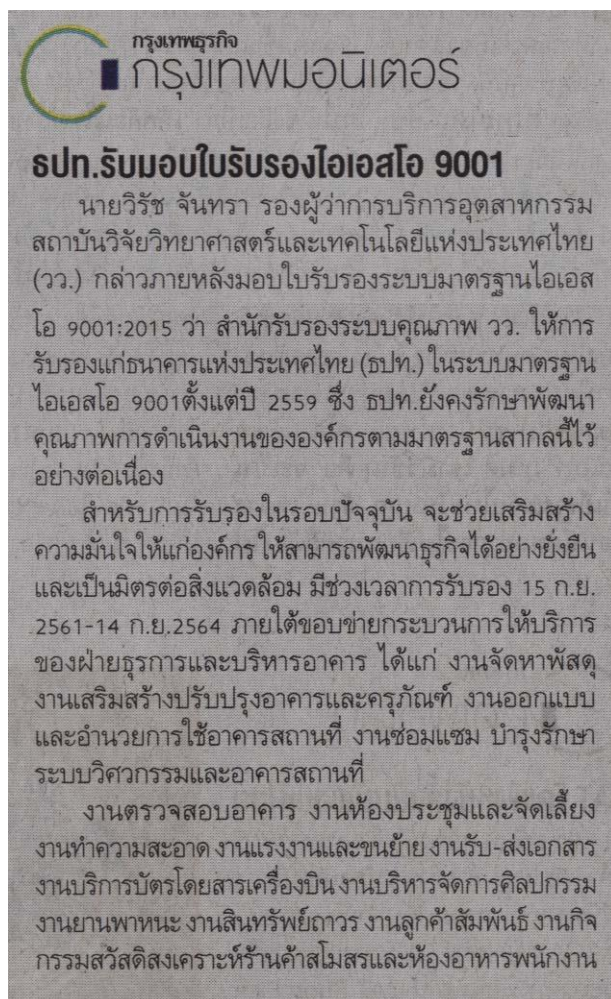 กรุงเทพธุรกิจ
กรุงเทพมอนิเตอร์
ธปท.รับมอบใบรับรองไอเอสโอ 9001
นายวิรัช จันทรา รองผู้ว่าการบริการอุตสาหกรรม
สถาบันวิจัยวิทยาศาสตร์และเทคโนโลยีแห่งประเทศไทย
(วว.) กล่าวภายหลังมอบใบรับรองระบบมาตรฐานไอเอส
โอ 9001:2015 ว่า สำนักรับรองระบบคุณภาพ วว. ให้การ
รับรองแก่ธนาคารแห่งประเทศไทย (ธปท.) ในระบบมาตรฐาน
ไอเอสโอ 9001ตั้งแต่ปี 2559 ซึ่ง ธปท.ยังคงรักษาพัฒนา
คุณภาพการดำเนินงานขององค์กรตามมาตรฐานสากลนี้ไว้
อย่างต่อเนื่อง
สำหรับการรับรองในรอบปัจจุบัน จะช่วยเสริมสร้าง
ความมั่นใจให้แก่องค์กร ให้สามารถพัฒนาธุรกิจได้อย่างยั่งยืน
และเป็นมิตรต่อสิ่งแวดล้อม มีช่วงเวลาการรับรอง 15 ก.ย.
2561-14 ก.ย.2564 ภายใต้ขอบข่ายกระบวนการให้บริการ
ของฝ่ายธุรการและบริหารอาคาร ได้แก่ งานจัดหาพัสดุ
งานเสริมสร้างปรับปรุงอาคารและครุภัณฑ์ งานออกแบบ
และอำนวยการใช้อาคารสถานที่ งานซ่อมแซม บำรุงรักษา
ระบบวิศวกรรมและอาคารสถานที่
งานตรวจสอบอาคาร งานห้องประชุมและจัดเลี้ยง
งานทำความสะอาด งานแรงงานและขนย้าย งานรับ-ส่งเอกสาร
งานบริการบัตรโดยสารเครื่องบิน งานบริหารจัดการศิลปกรรม
งานยานพาหนะ งานสินทรัพย์ถาวร งานลูกค้าสัมพันธ์ งานกิจ
กรรมสวัสดิสงเคราะห์ร้านค้าสโมสรและห้องอาหารพนักงาน